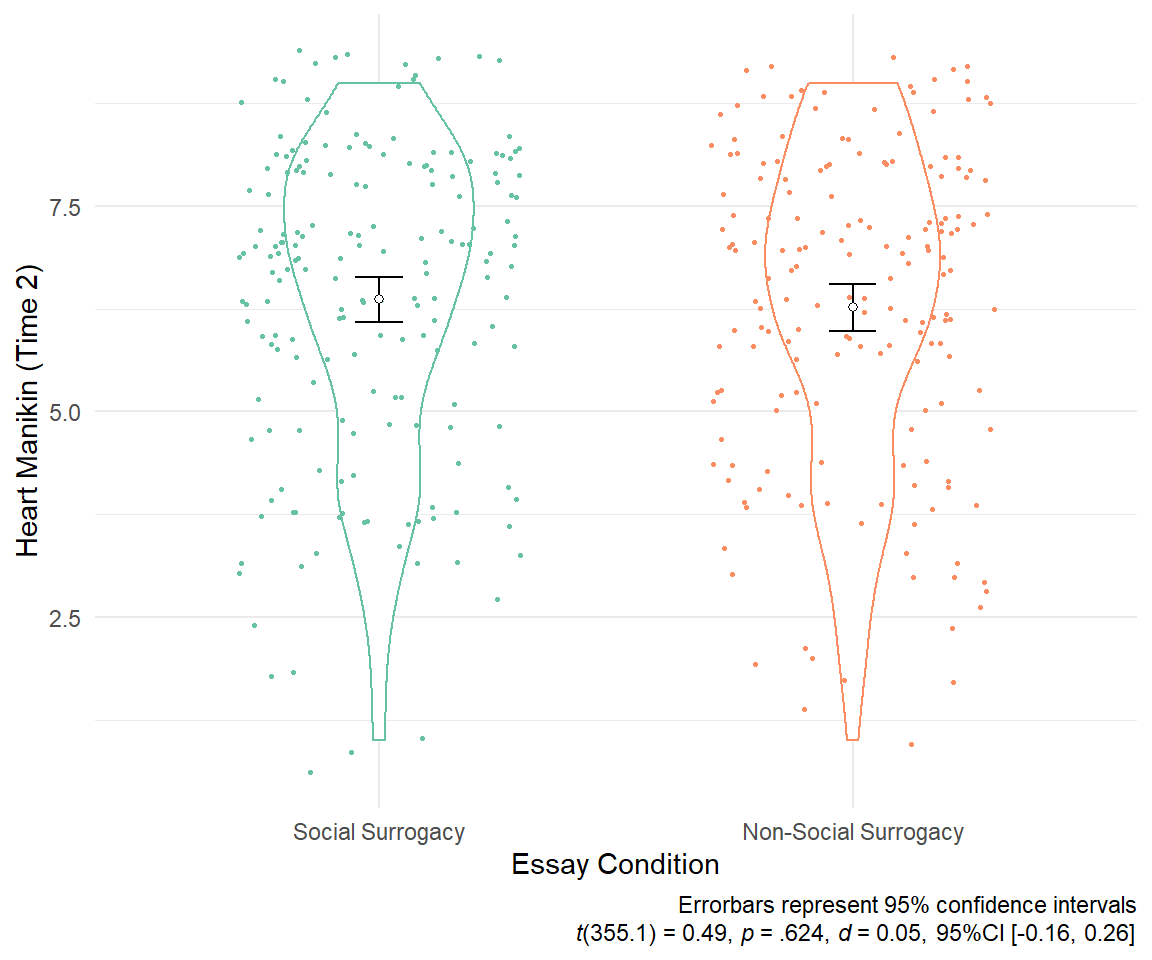 Heart Manikin (Time 2)
7.5
5.0
2.5
Social Surrogacy
Non-Social Surrogacy
Essay Condition
Errorbars represent 95% confidence intervals
t(355.1) = 0.49, p = .624, d = 0.05, 95%CI [-0.16, 0.26]